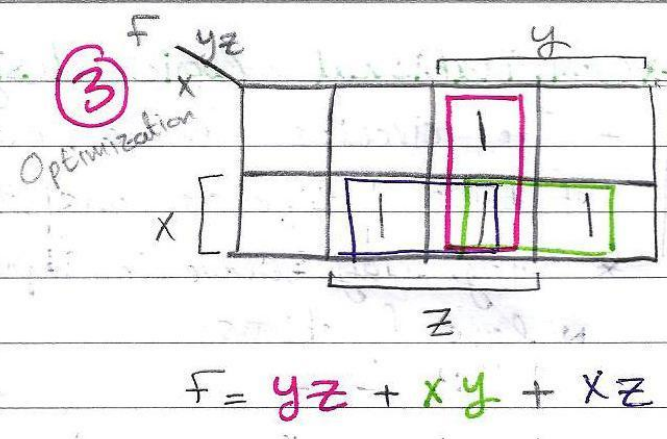 F yz y
3 x
Optimization
1
x 1 1 1
z
F = yz + xy + xz